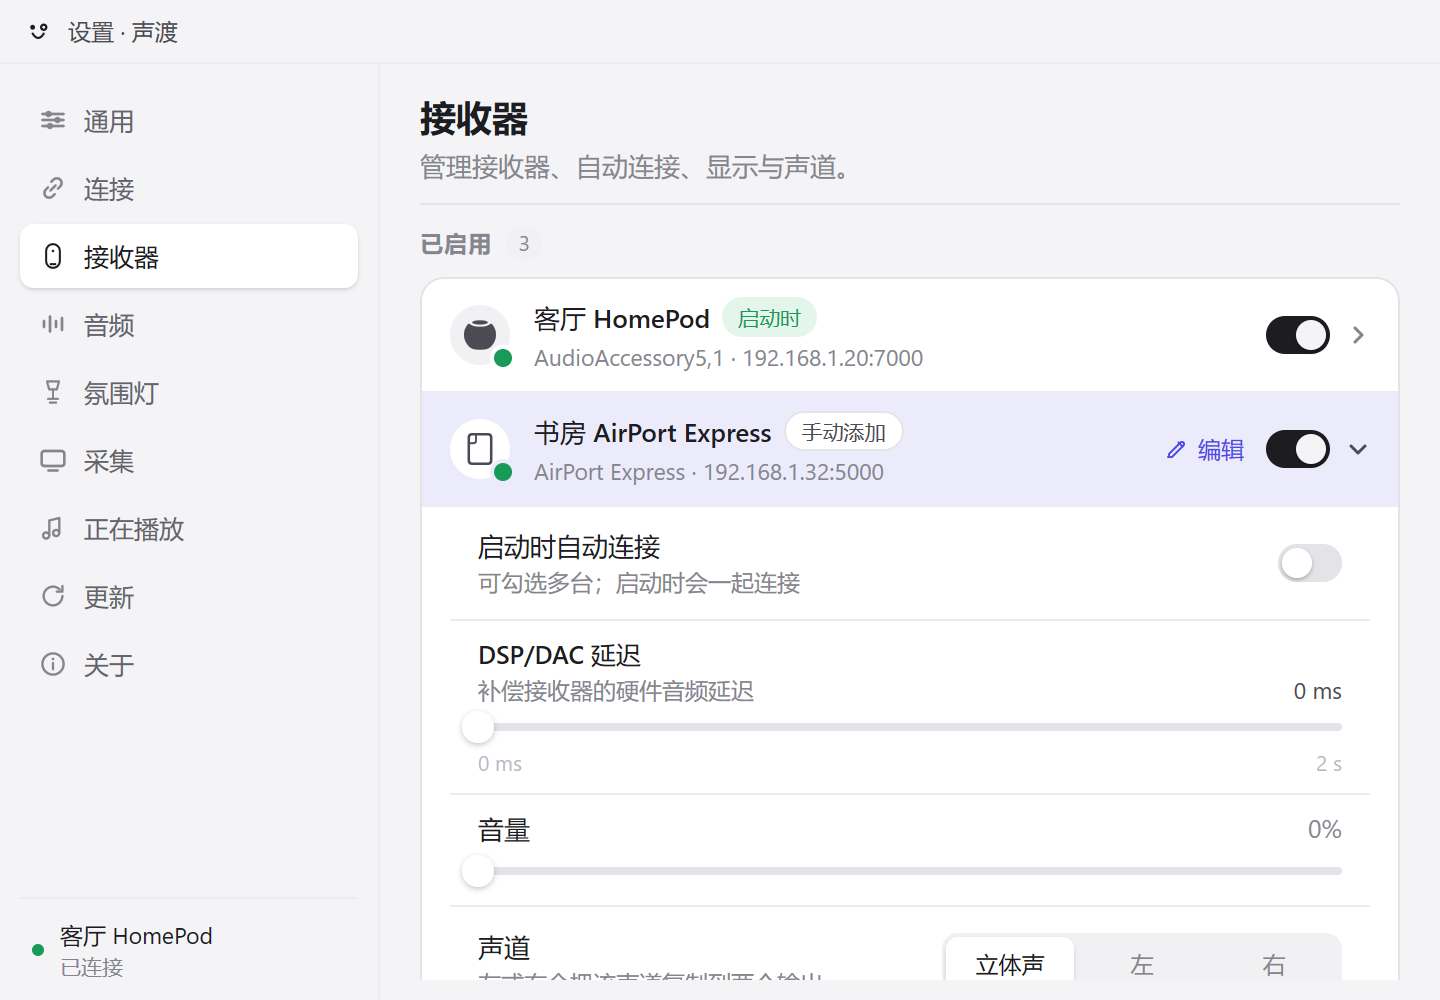 设置 · 声渡
通用
连接
接收器
音频
氛围灯
采集
正在播放
更新
关于
客厅 HomePod
已连接
接收器
管理接收器、自动连接、显示与声道。
已启用 3
客厅 HomePod 启动时
AudioAccessory5,1 · 192.168.1.20:7000
书房 AirPort Express 手动添加
AirPort Express · 192.168.1.32:5000
编辑
启动时自动连接
可勾选多台；启动时会一起连接
DSP/DAC 延迟
补偿接收器的硬件音频延迟
0 ms
0 ms 2 s
音量 0%
声道
立体声 左 右